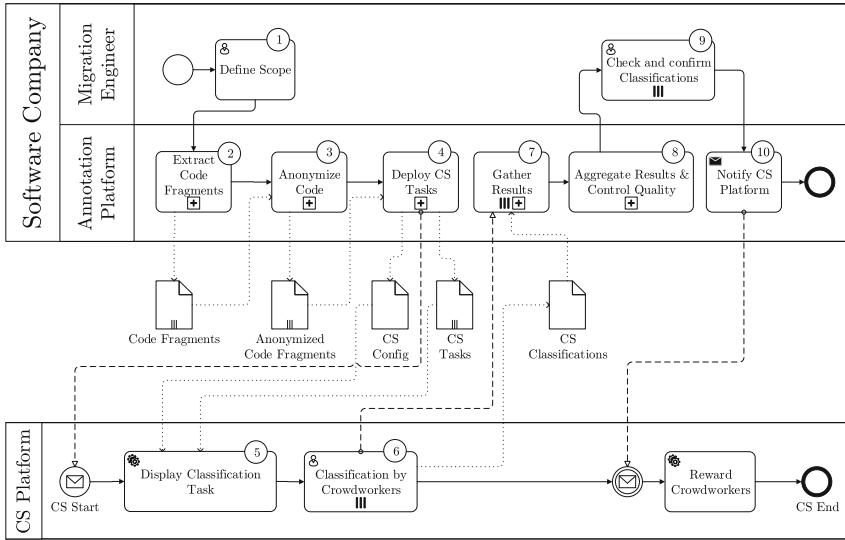 Software Company
Migration
Engineer
1
Define Scope
9
Check and confirm
Classifications
Annotation
Platform
2
Extract
Code
Fragments
3
Anonymize
Code
4
Deploy CS
Tasks
7
Gather
Results
8
Aggregate Results &
Control Quality
10
Notify CS
Platform
Code Fragments
Anonymized
Code Fragments
CS
Config
CS
Tasks
CS
Classifications
CS Platform
CS Start
5
Display Classification
Task
6
Classification by
Crowdworkers
Reward
Crowdworkers
CS End